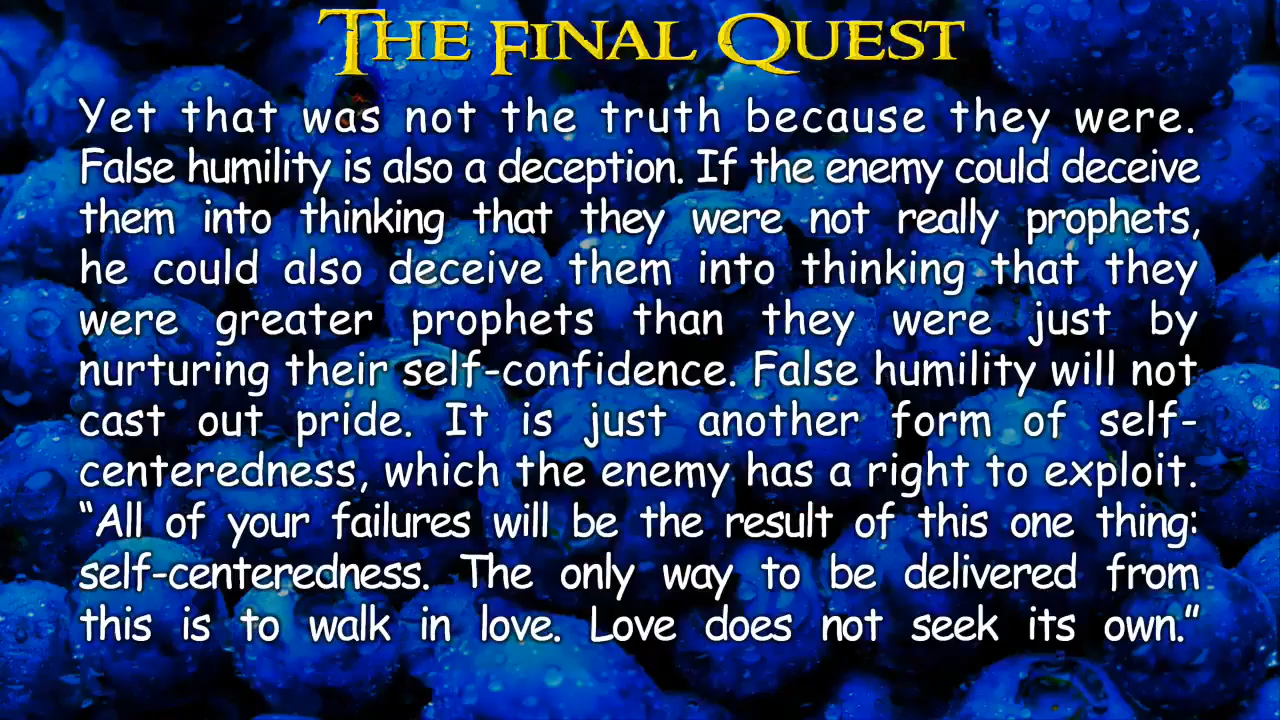 The Final Quest
Yet that was not the truth because they were.
False humility is also a deception. If the enemy could deceive
them into thinking that they were not really prophets,
he could also deceive them into thinking that they
were greater prophets than they were just by
nurturing their self-confidence. False humility will not
cast out pride. It is just another form of self-
centeredness, which the enemy has a right to exploit.
“All of your failures will be the result of this one thing:
self-centeredness. The only way to be delivered from
this is to walk in love. Love does not seek its own.”